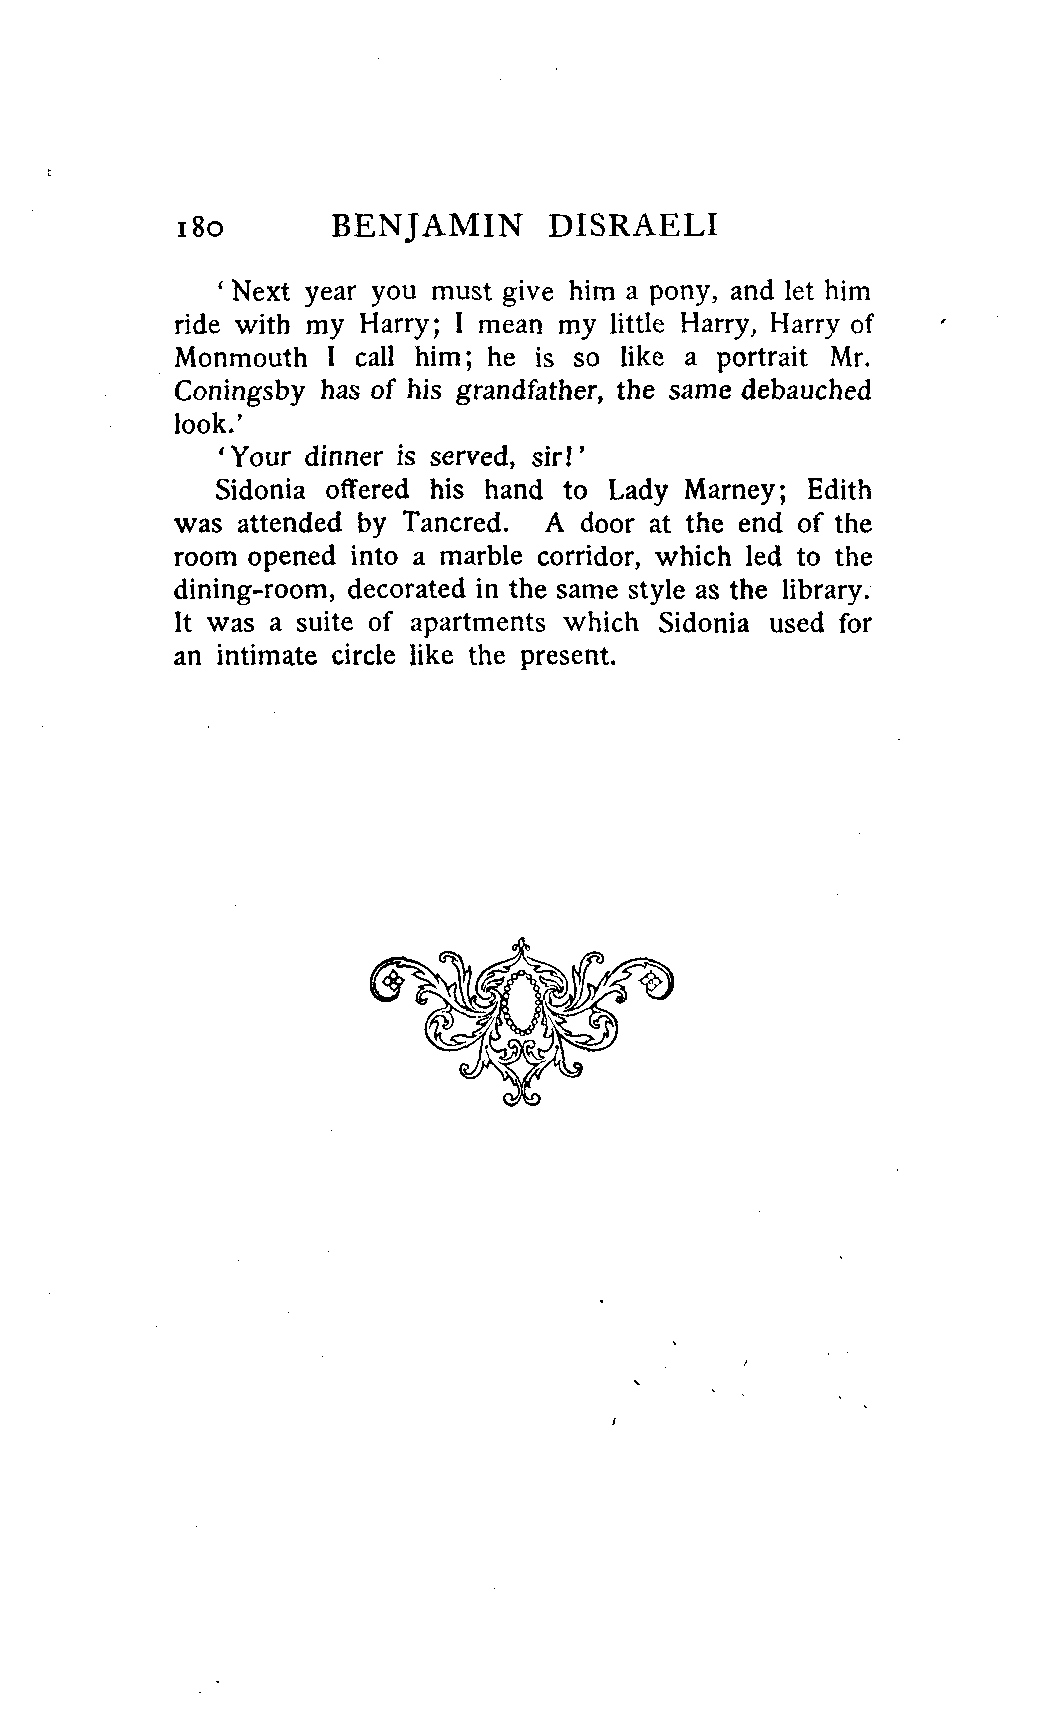 180 BENJAMIN DISRAELI
‘Next year you must give him a pony, and let him
ride with my Harry; I mean my little Harry, Harry of
Monmouth I call him; he is so like a portrait Mr.
Coningsby has of his grandfather, the same debauched
look.’
‘Your dinner is served, sir!’
Sidonia offered his hand to Lady Marney; Edith
was attended by Tancred. A door at the end of the
room opened into a marble corridor, which led to the
dining-room, decorated in the same style as the library.
It was a suite of apartments which Sidonia used for
an intimate circle like the present.